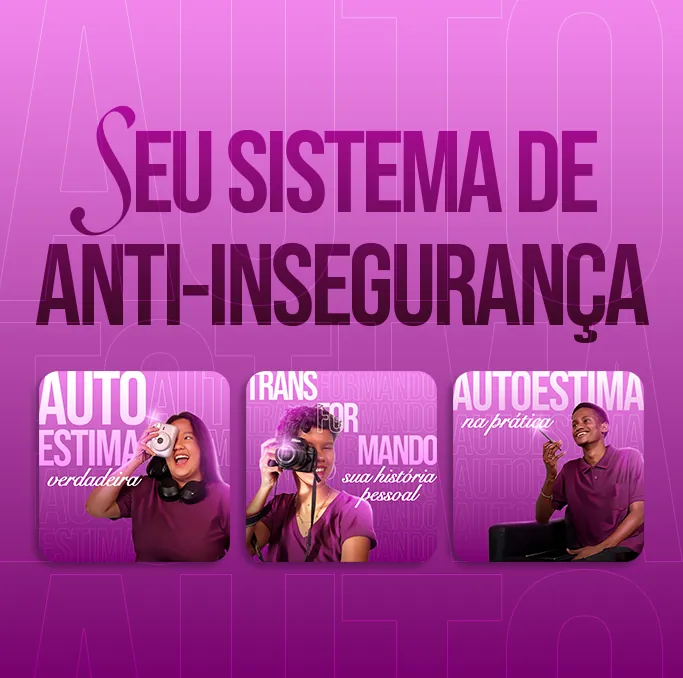 SEU SISTEMA DE
ANTI-INSEGURANÇA
AUTO
ESTIMA
verdadeira
TRANS
FOR
MANDO
sua história
pessoal
AUTOESTIMA
na prática